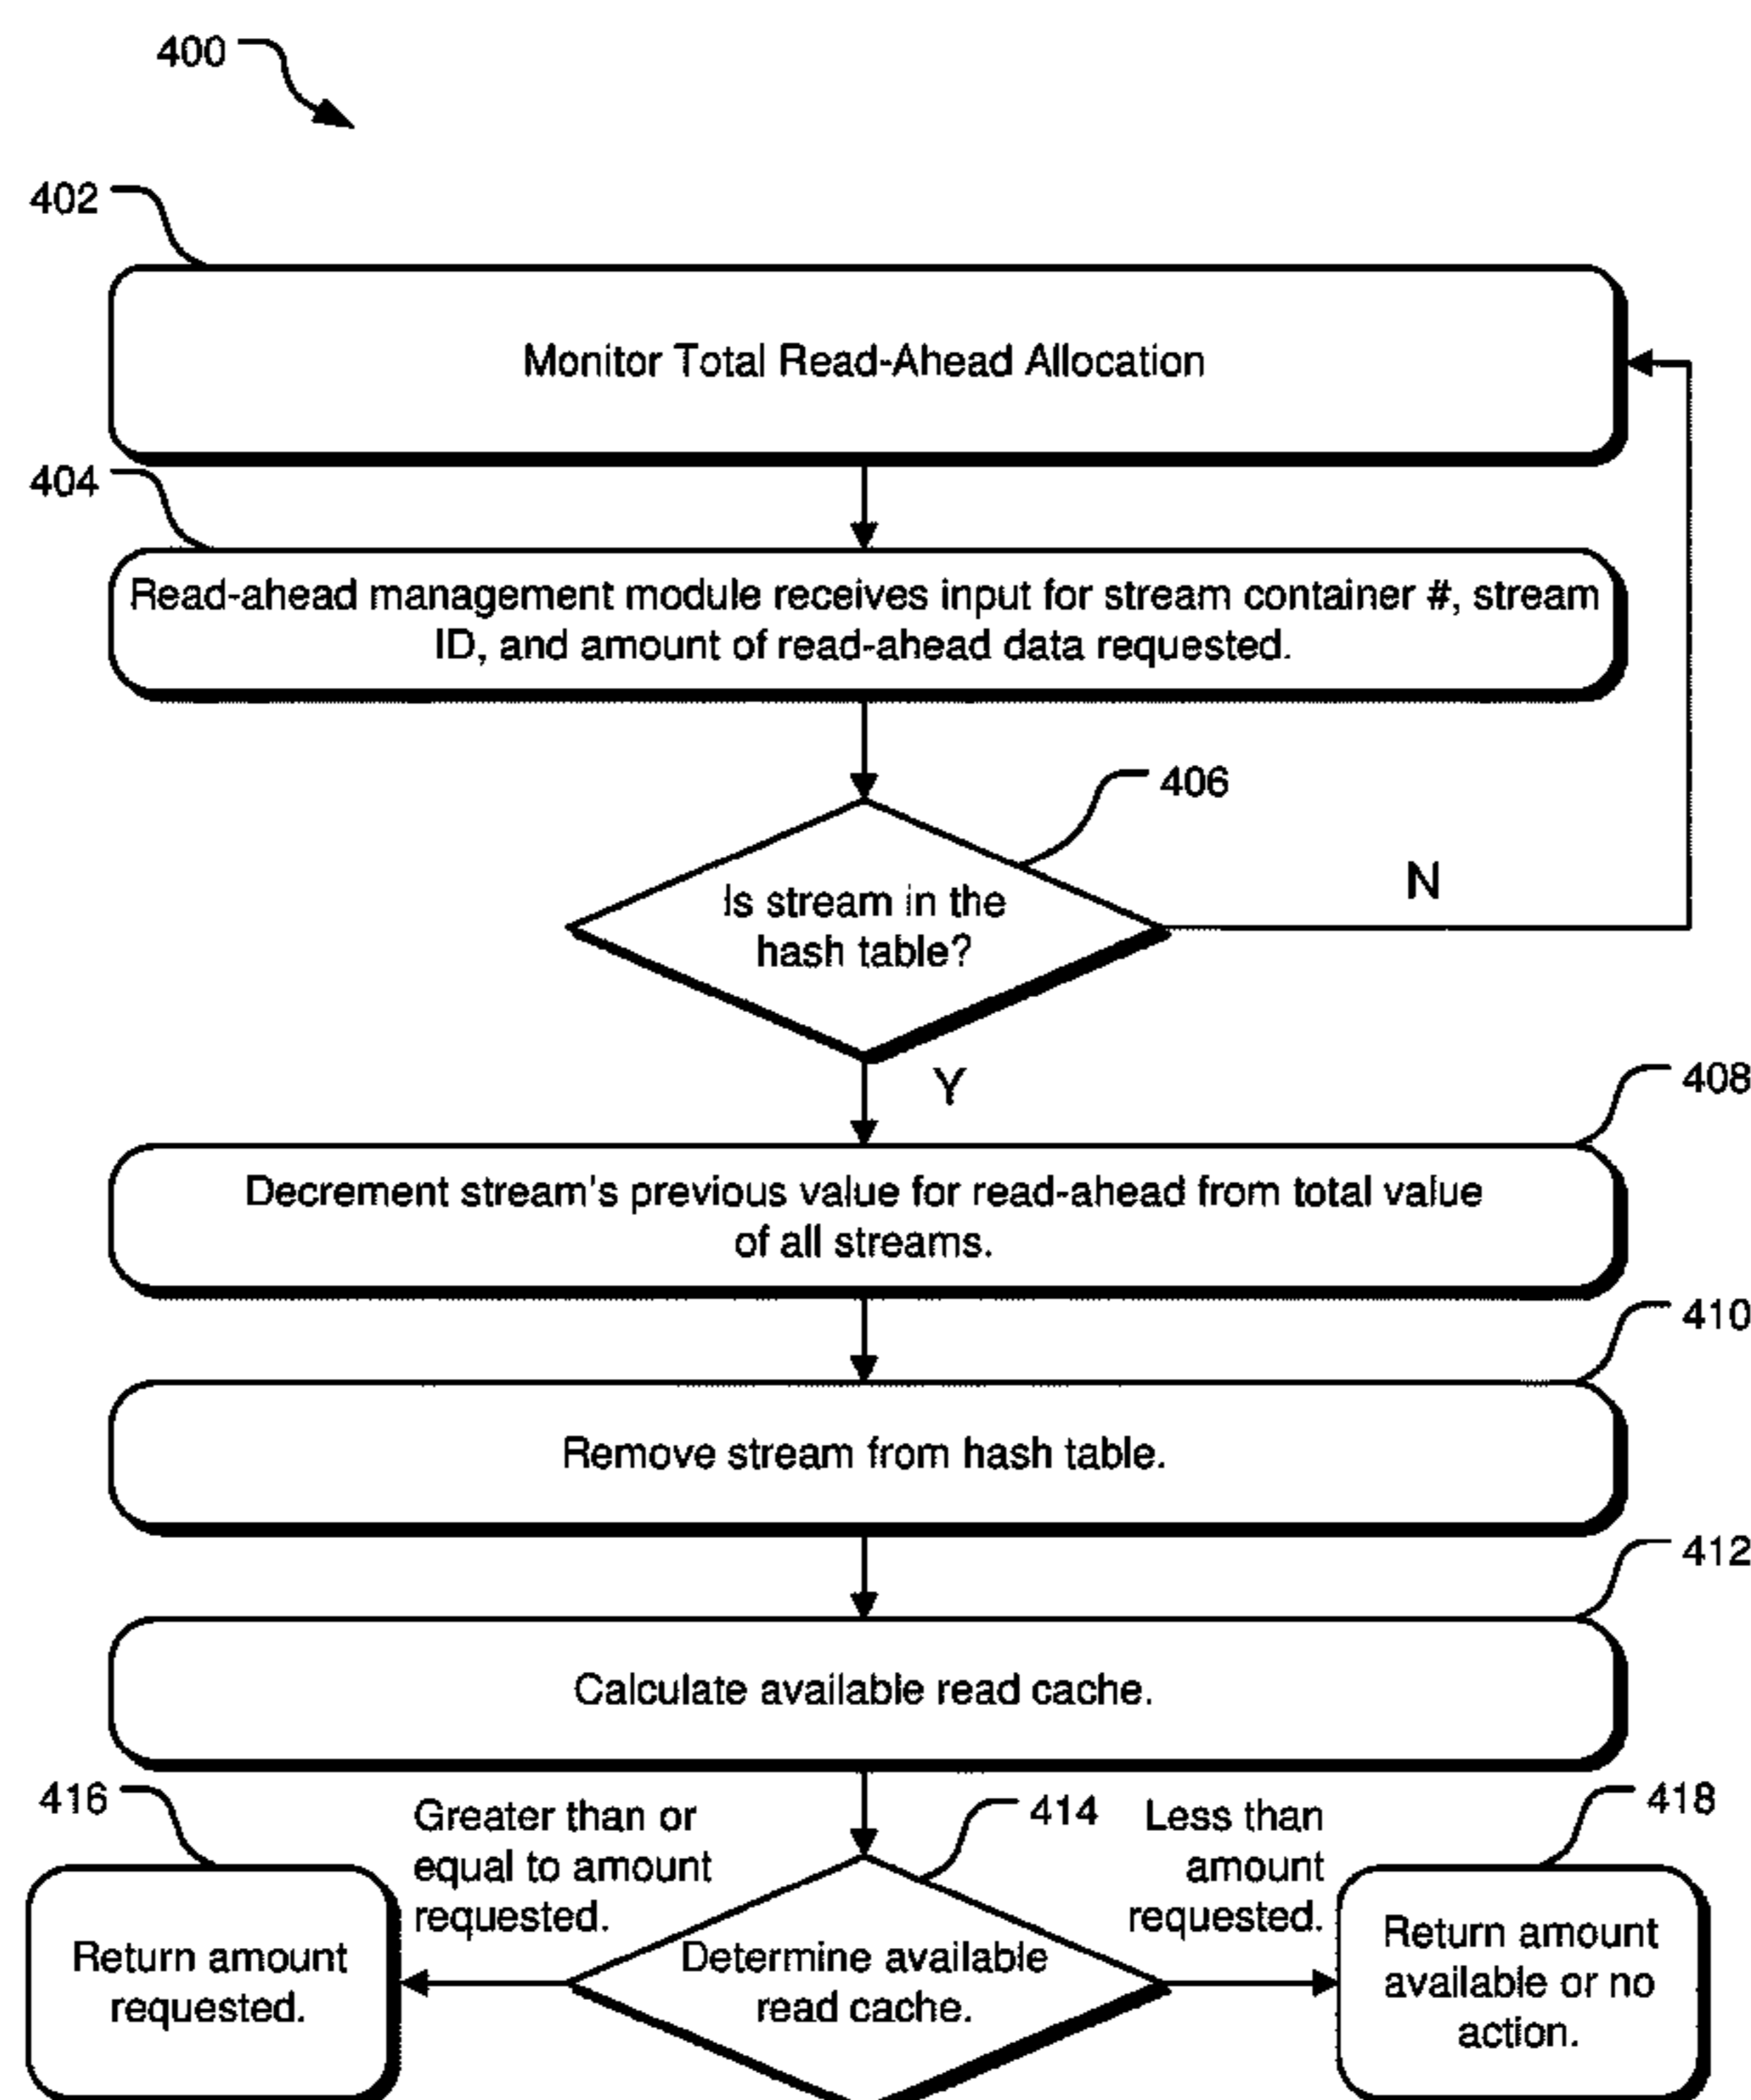 400
402
Monitor Total Read-Ahead Allocation
404
Read-ahead management module receives input for stream container #, stream
ID, and amount of read-ahead data requested.
406
Is stream in the
hash table?
N
Y
408
Decrement stream's previous value for read-ahead from total value
of all streams.
410
Remove stream from hash table.
412
Calculate available read cache.
416
Greater than or
equal to amount
requested.
414
Less than
amount
requested.
418
Return amount
requested.
Determine available
read cache.
Return amount
available or no
action.